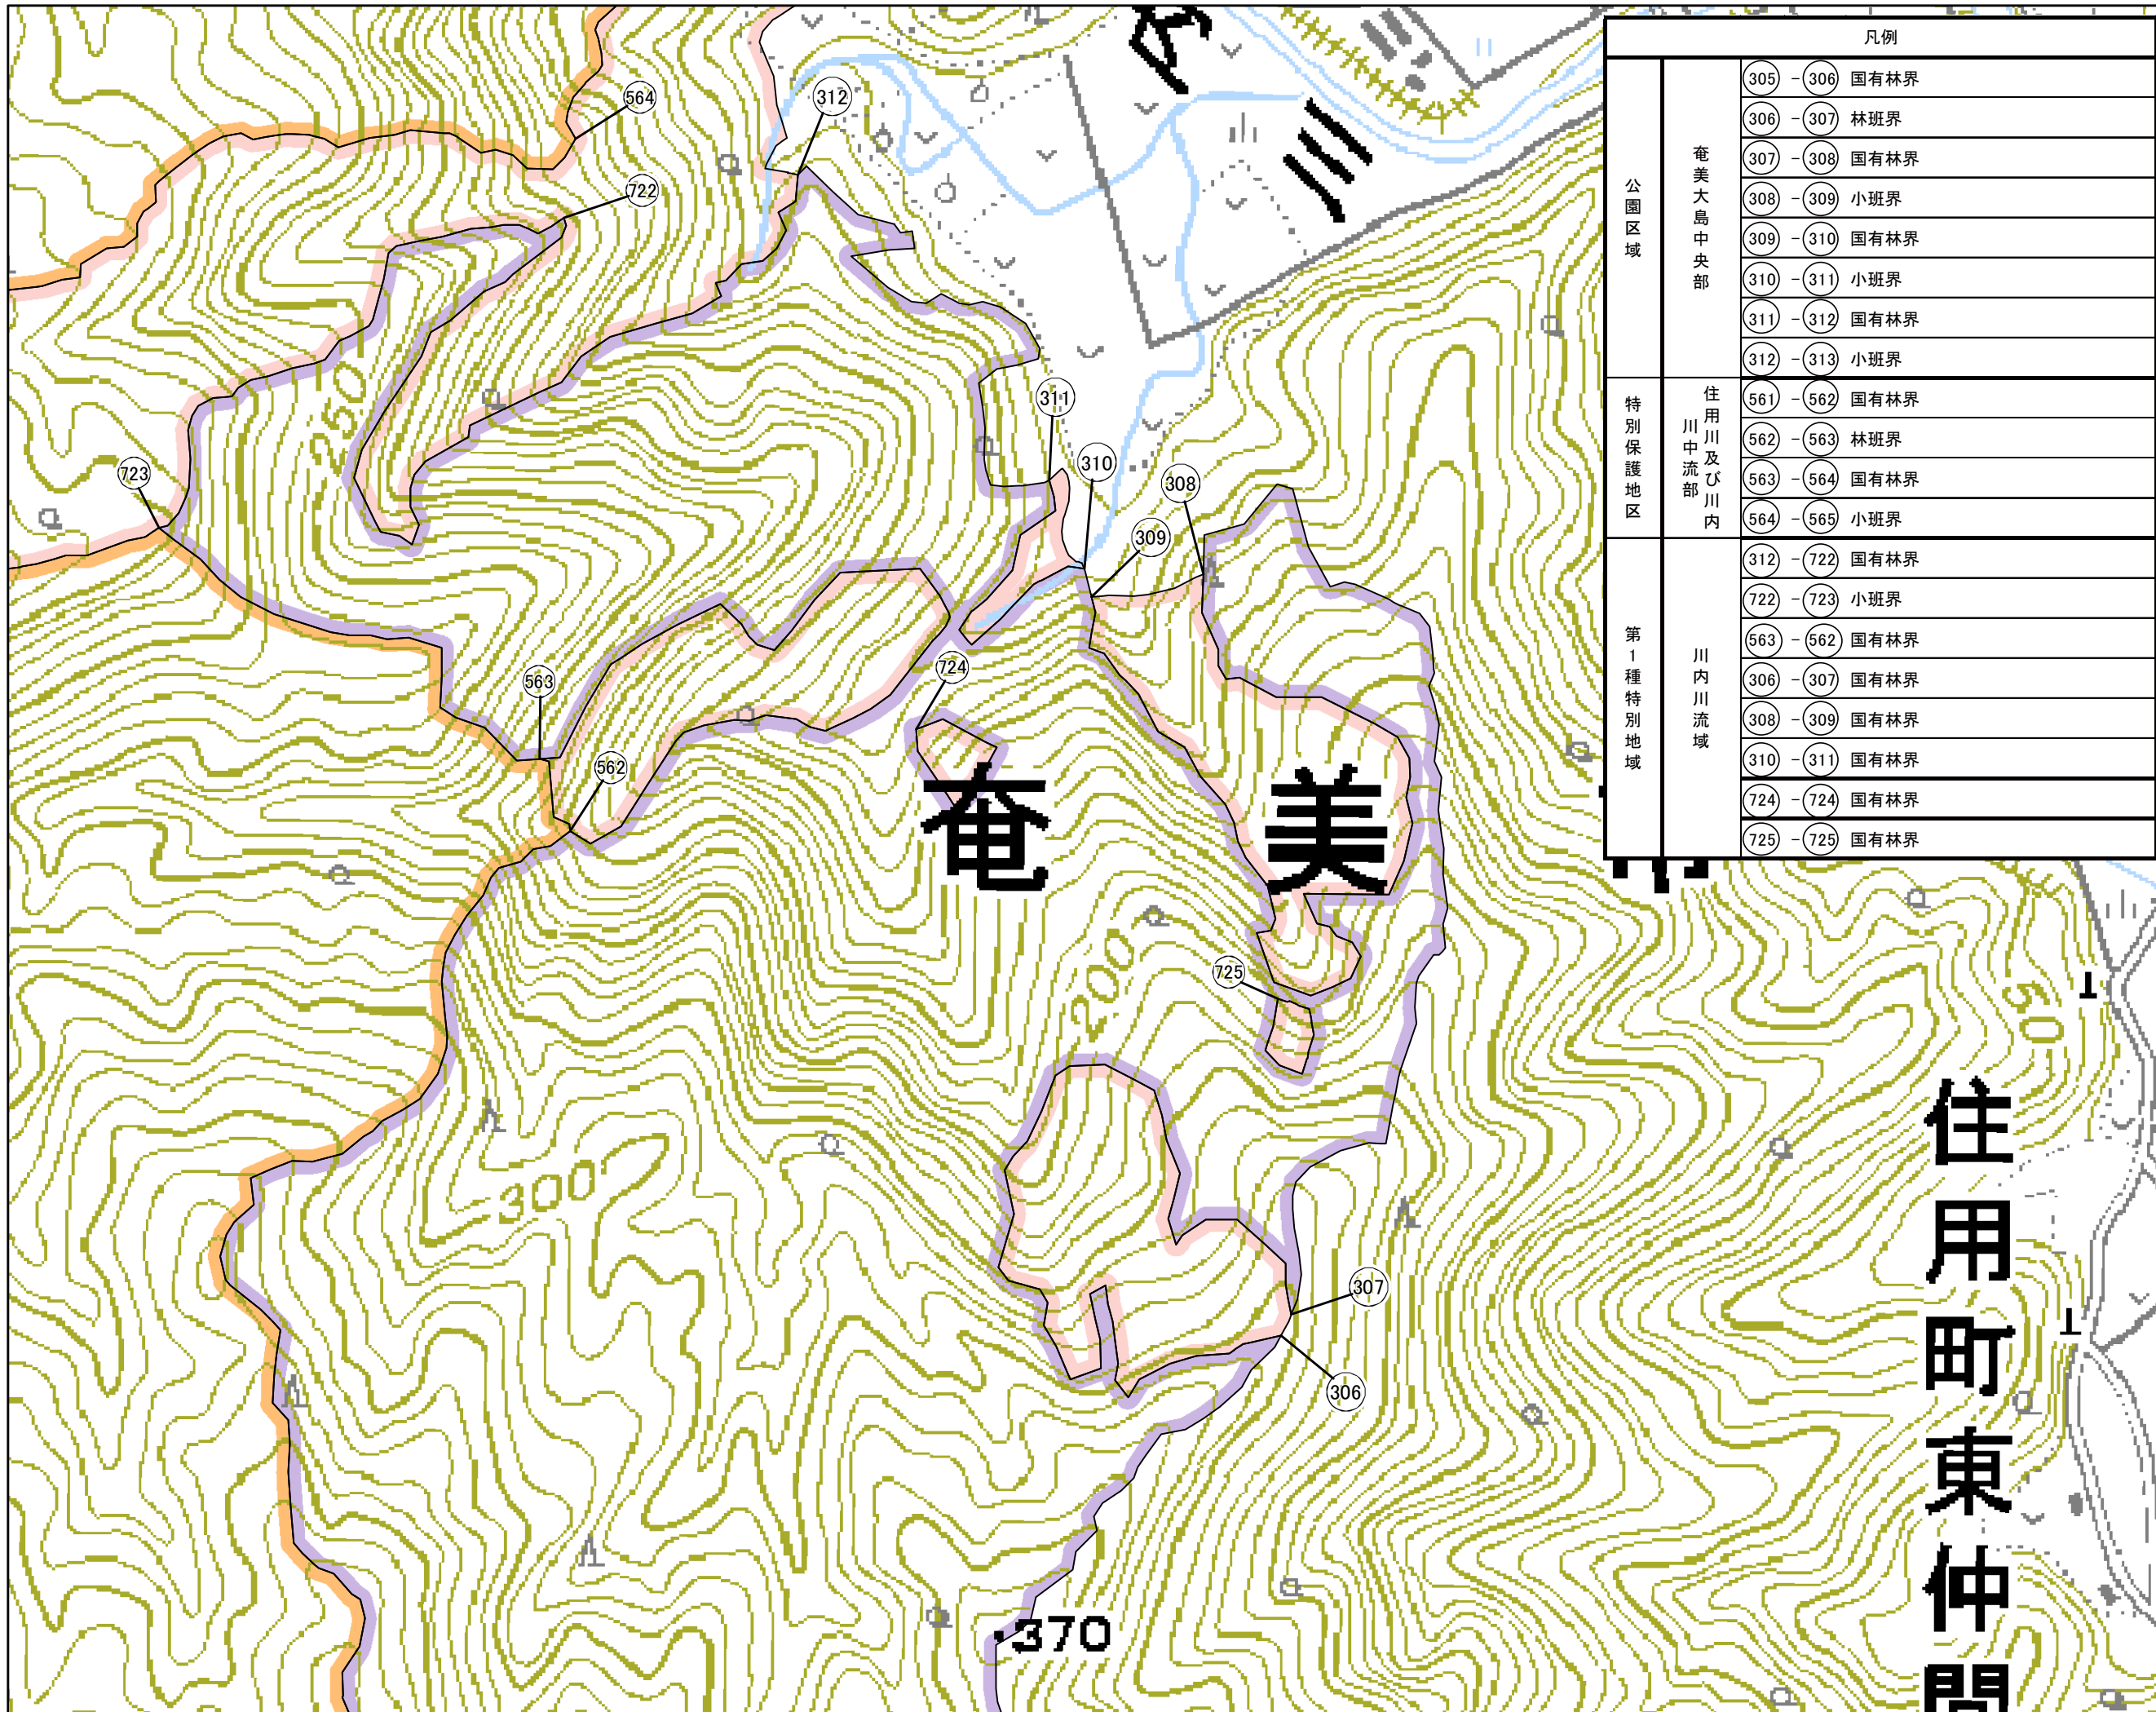 凡例
公園区域
奄美大島中央部
305 - 306 国有林界
306 - 307 林班界
307 - 308 国有林界
308 - 309 小班界
309 - 310 国有林界
310 - 311 小班界
311 - 312 国有林界
312 - 313 小班界
特別保護地区
住用川及び川内
川中流部
561 - 562 国有林界
562 - 563 林班界
563 - 564 国有林界
564 - 565 小班界
第1種特別地域
川内川流域
312 - 722 国有林界
722 - 723 小班界
563 - 562 国有林界
306 - 307 国有林界
308 - 309 国有林界
310 - 311 国有林界
724 - 724 国有林界
725 - 725 国有林界
564
312
722
三
250
311
723
310
308
309
563
724
562
奄美
200
725
50
300
住用町東仲間
307
306
370